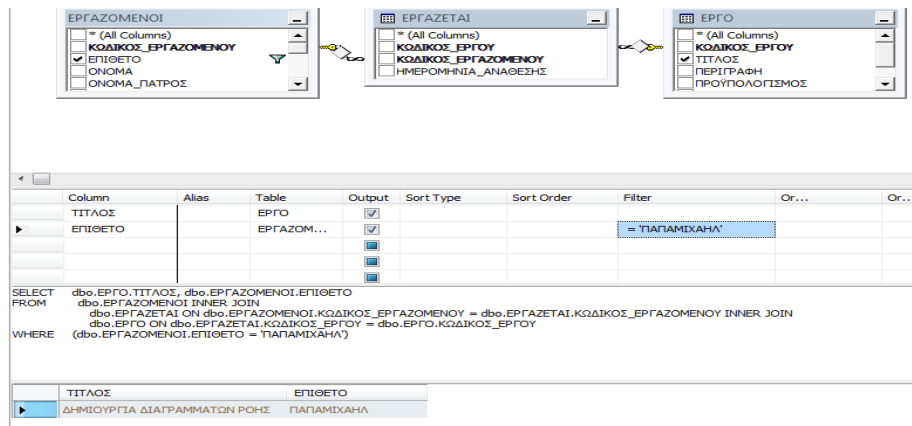 ΕΡΓΑΖΟΜΕΝΟΙ
* (All Columns)
ΚΩΔΙΚΟΣ_ΕΡΓΑΖΟΜΕΝΟΥ
ΕΠΙΘΕΤΟ
ΟΝΟΜΑ
ΟΝΟΜΑ_ΠΑΤΡΟΣ
ΕΡΓΑΖΕΤΑΙ
* (All Columns)
ΚΩΔΙΚΟΣ_ΕΡΓΟΥ
ΚΩΔΙΚΟΣ_ΕΡΓΑΖΟΜΕΝΟΥ
ΗΜΕΡΟΜΗΝΙΑ_ΑΝΑΘΕΣΗΣ
ΕΡΓΟ
* (All Columns)
ΚΩΔΙΚΟΣ_ΕΡΓΟΥ
ΤΙΤΛΟΣ
ΠΕΡΙΓΡΑΦΗ
ΠΡΟΫΠΟΛΟΓΙΣΜΟΣ
Column Alias Table Output Sort Type Sort Order Filter Or... Or...
ΤΙΤΛΟΣ ΕΡΓΟ
ΕΠΙΘΕΤΟ ΕΡΓΑΖΟΜ... = 'ΠΑΠΑΜΙΧΑΗΛ'
SELECT dbo.ΕΡΓΟ.ΤΙΤΛΟΣ, dbo.ΕΡΓΑΖΟΜΕΝΟΙ.ΕΠΙΘΕΤΟ
FROM dbo.ΕΡΓΑΖΟΜΕΝΟΙ INNER JOIN
dbo.ΕΡΓΑΖΕΤΑΙ ON dbo.ΕΡΓΑΖΟΜΕΝΟΙ.ΚΩΔΙΚΟΣ_ΕΡΓΑΖΟΜΕΝΟΥ = dbo.ΕΡΓΑΖΕΤΑΙ.ΚΩΔΙΚΟΣ_ΕΡΓΑΖΟΜΕΝΟΥ INNER JOIN
dbo.ΕΡΓΟ ON dbo.ΕΡΓΑΖΕΤΑΙ.ΚΩΔΙΚΟΣ_ΕΡΓΟΥ = dbo.ΕΡΓΟ.ΚΩΔΙΚΟΣ_ΕΡΓΟΥ
WHERE (dbo.ΕΡΓΑΖΟΜΕΝΟΙ.ΕΠΙΘΕΤΟ = 'ΠΑΠΑΜΙΧΑΗΛ')
ΤΙΤΛΟΣ ΕΠΙΘΕΤΟ
ΔΗΜΙΟΥΡΓΙΑ ΔΙΑΓΡΑΜΜΑΤΩΝ ΡΟΗΣ ΠΑΠΑΜΙΧΑΗΛ